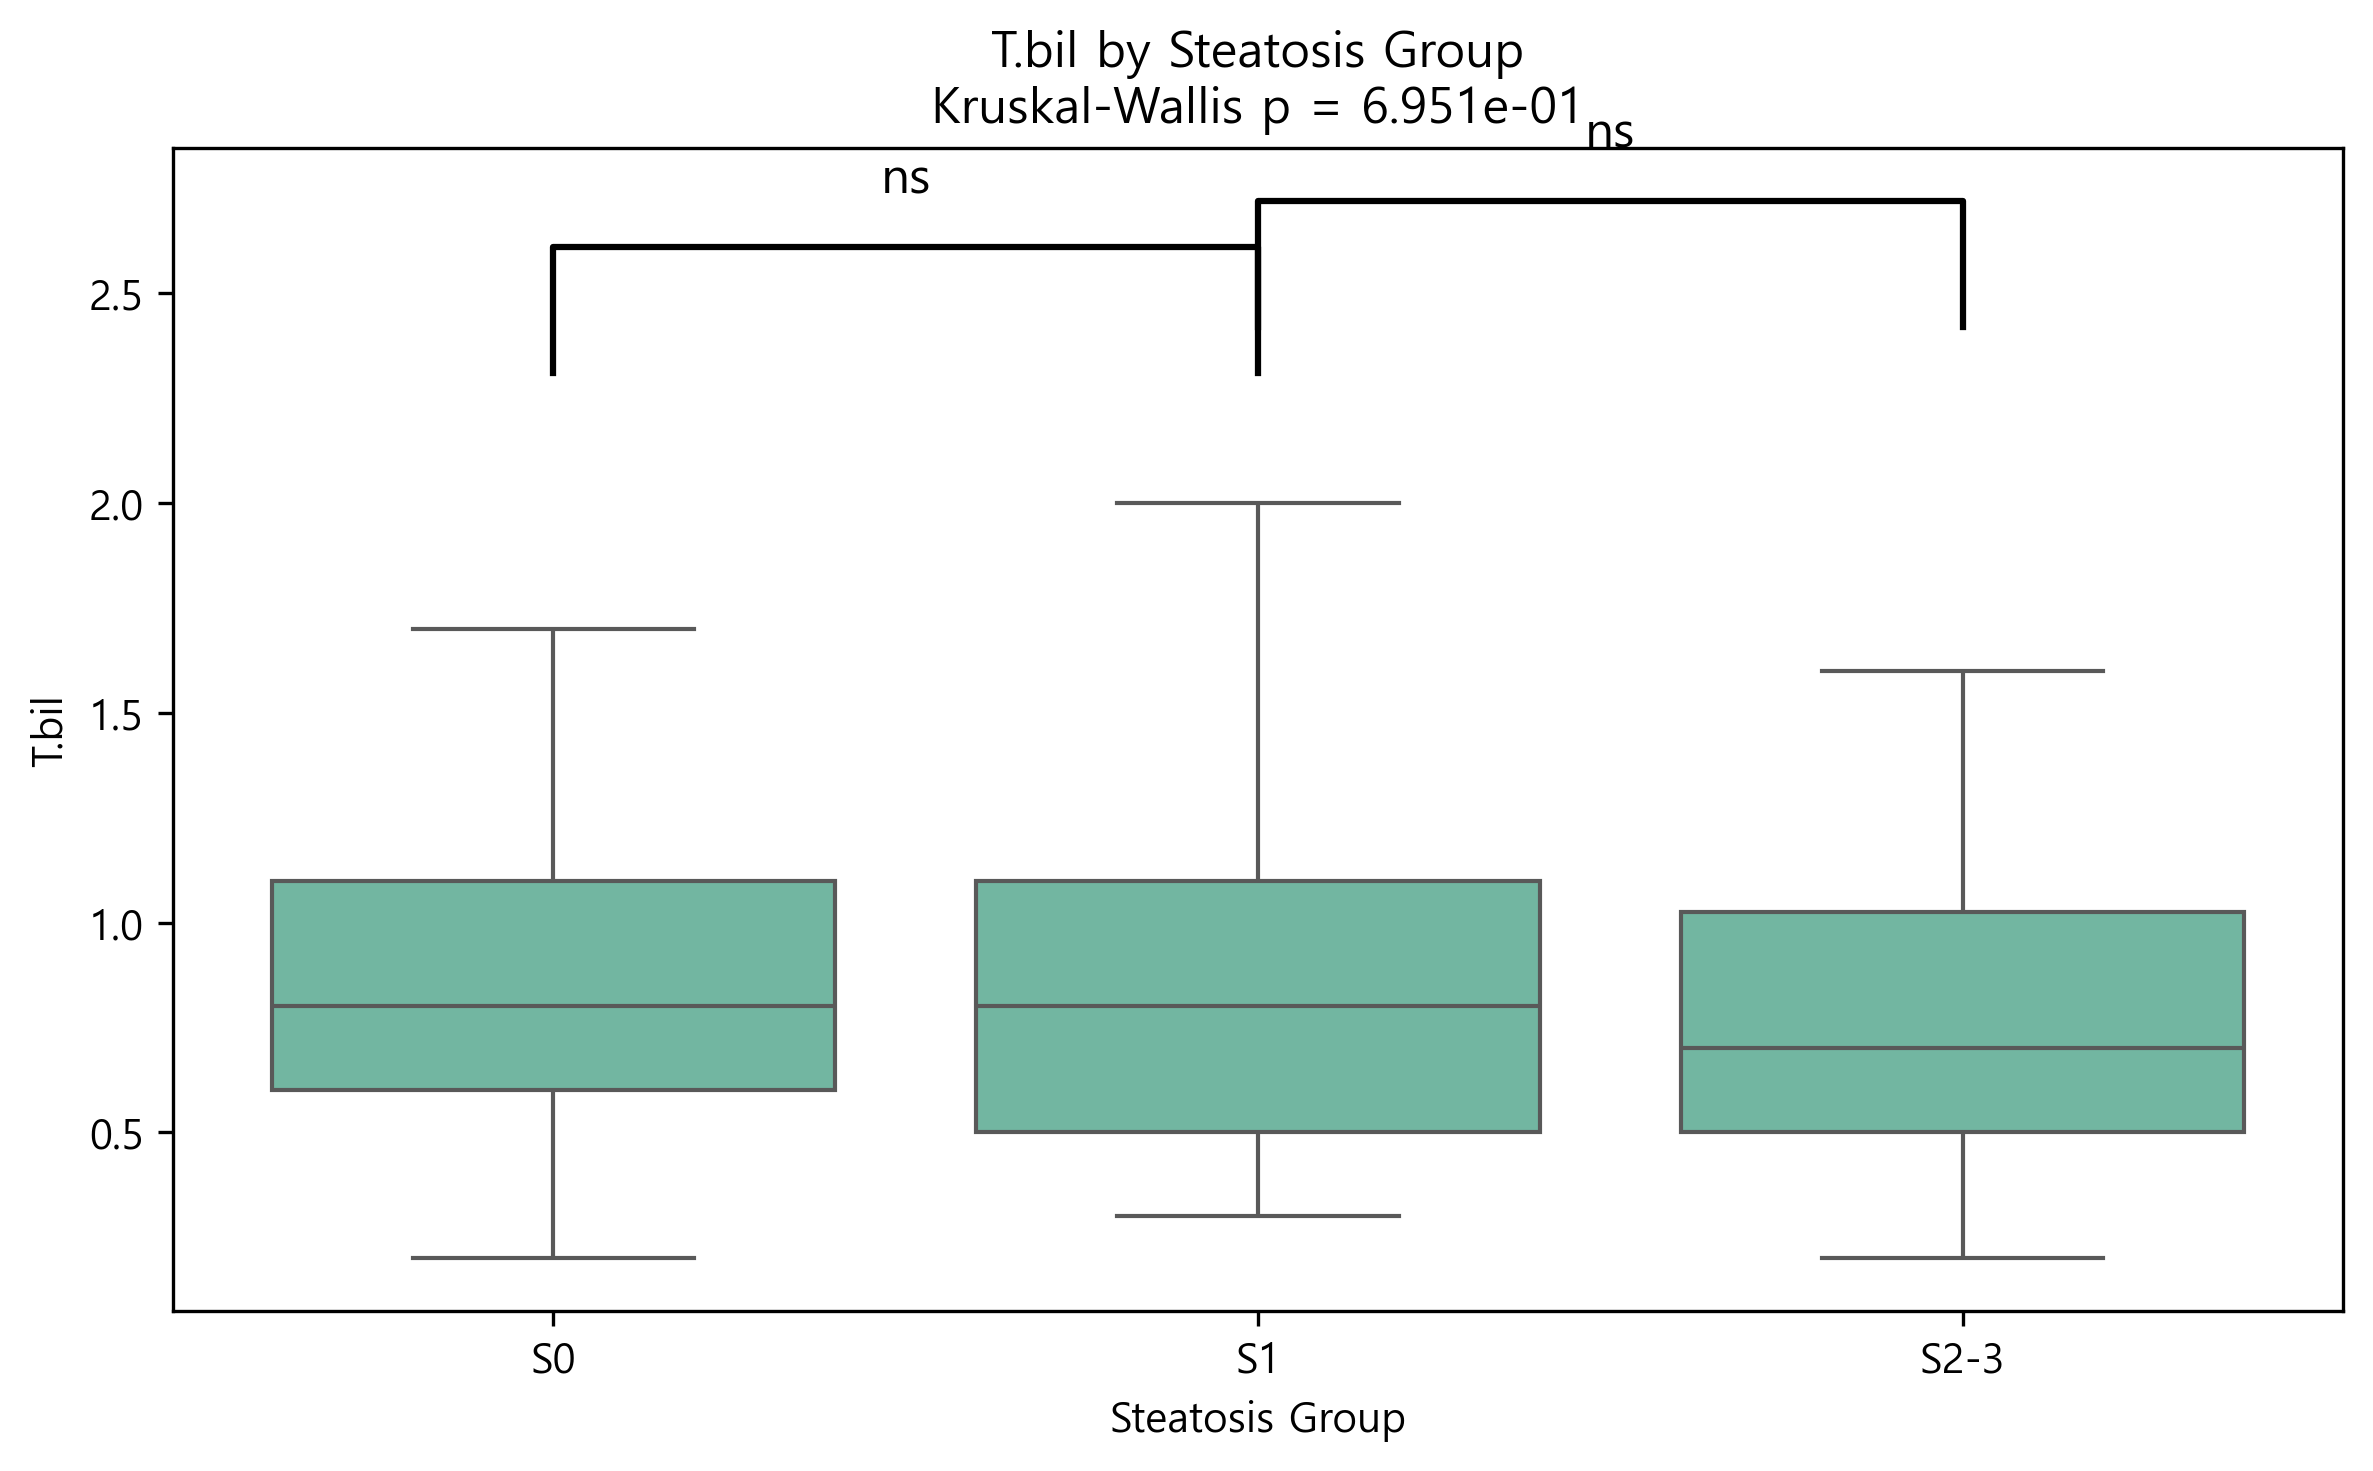 T.bil by Steatosis Group
Kruskal-Wallis p = 6.951e-01
ns
ns
2.5
2.0
1.5
1.0
0.5
T.bil
S0
S1
S2-3
Steatosis Group